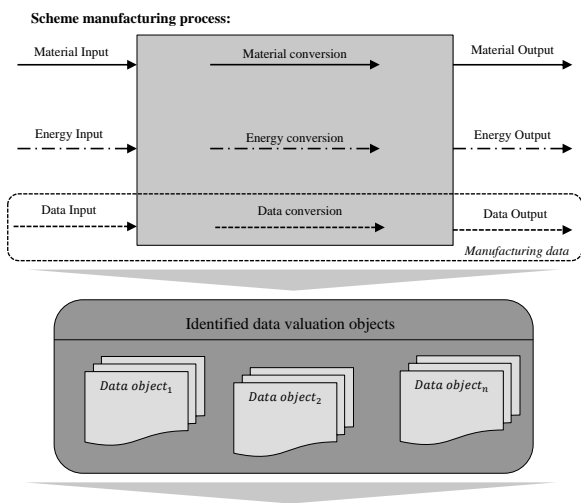 Scheme manufacturing process:
Material Input
Material conversion
Material Output
Energy Input
Energy conversion
Energy Output
Data Input
Data conversion
Data Output
Manufacturing data
Identified data valuation objects
Data object₁
Data object₂
Data objectₙ